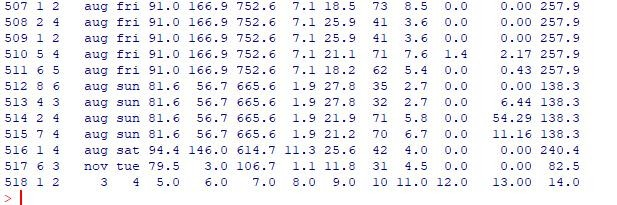 507 1 2 aug fri 91.0 166.9 752.6 7.1 18.5 73 8.5 0.0 0.00 257.9
508 2 4 aug fri 91.0 166.9 752.6 7.1 25.9 41 3.6 0.0 0.00 257.9
509 1 2 aug fri 91.0 166.9 752.6 7.1 25.9 41 3.6 0.0 0.00 257.9
510 5 4 aug fri 91.0 166.9 752.6 7.1 21.1 71 7.6 1.4 2.17 257.9
511 6 5 aug fri 91.0 166.9 752.6 7.1 18.2 62 5.4 0.0 0.43 257.9
512 8 6 aug sun 81.6 56.7 665.6 1.9 27.8 35 2.7 0.0 0.00 138.3
513 4 3 aug sun 81.6 56.7 665.6 1.9 27.8 32 2.7 0.0 6.44 138.3
514 2 4 aug sun 81.6 56.7 665.6 1.9 21.9 71 5.8 0.0 54.29 138.3
515 7 4 aug sun 81.6 56.7 665.6 1.9 21.2 70 6.7 0.0 11.16 138.3
516 1 4 aug sat 94.4 146.0 614.7 11.3 25.6 42 4.0 0.0 0.00 240.4
517 6 3 nov tue 79.5 3.0 106.7 1.1 11.8 31 4.5 0.0 0.00 82.5
518 1 2 3 4 5.0 6.0 7.0 8.0 9.0 10 11.0 12.0 13.00 14.0
>